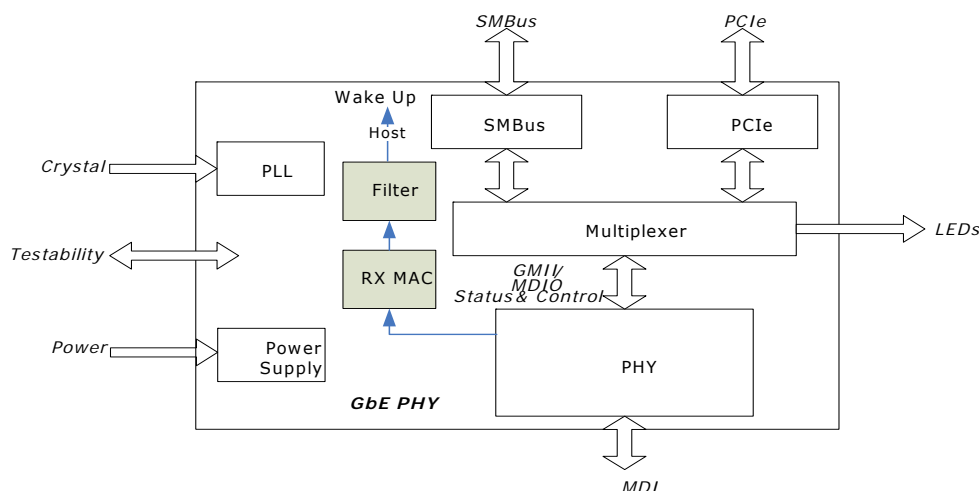 SMBus
PCIe
Wake Up
Host
SMBus
PCIe
Crystal
PLL
Filter
Multiplexer
LEDs
Testability
RX MAC
GMII/
MDIO
Status & Control
Power
Power
Supply
PHY
GbE PHY
MDI